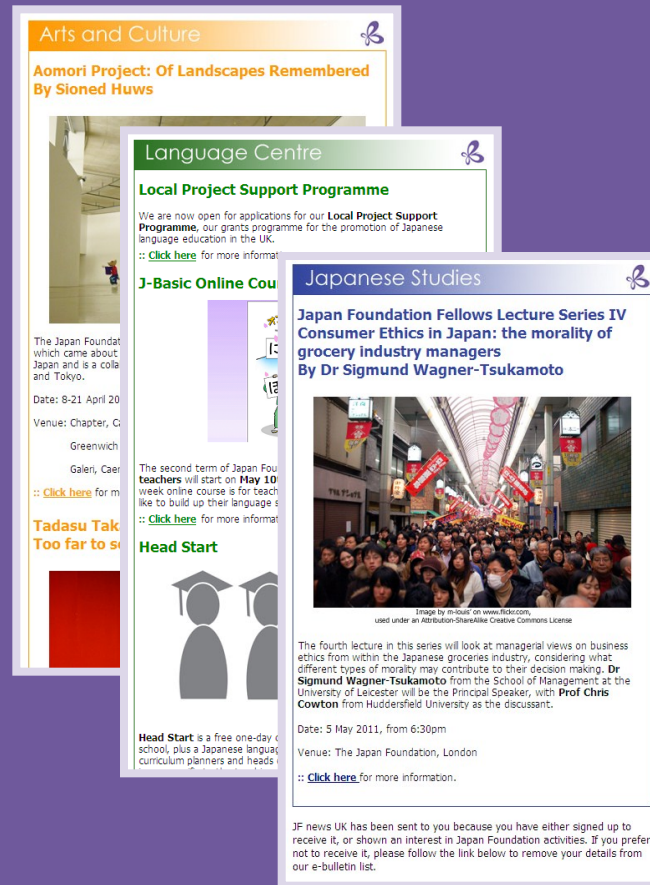 Arts and Culture
Aomori Project: Of Landscapes Remembered
By Sioned Huws
The Japan
which came about
Japan and is a
and Tokyo.
Date: 8-21 April
Venue: Chapter,
Greenwich
Galeri,
:: Click here for
Tadasu
Too far to
Language Centre
Local Project Support Programme
We are now open for applications for our Local Project Support
Programme, our grants programme for the promotion of Japanese
language education in the UK.
:: Click here for more
J-Basic Online
に
ほ
The second term of Japan
teachers will start on May
week online course is for
like to build up their language
:: Click here for more
Head Start
Head Start is a free one-day
school, plus a Japanese
curriculum planners and heads
Japanese Studies
Japan Foundation Fellows Lecture Series IV
Consumer Ethics in Japan: the morality of
grocery industry managers
By Dr Sigmund Wagner-Tsukamoto
Image by m-louis' on www.flickr.com,
used under an Attribution-ShareAlike Creative Commons License
The fourth lecture in this series will look at managerial views on business
ethics from within the Japanese groceries industry, considering what
different types of morality may contribute to their decision making. Dr
Sigmund Wagner-Tsukamoto from the School of Management at the
University of Leicester will be the Principal Speaker, with Prof Chris
Cowton from Huddersfield University as the discussant.
Date: 5 May 2011, from 6:30pm
Venue: The Japan Foundation, London
:: Click here for more information.
JF news UK has been sent to you because you have either signed up to
receive it, or shown an interest in Japan Foundation activities. If you prefer
not to receive it, please follow the link below to remove your details from
our e-bulletin list.